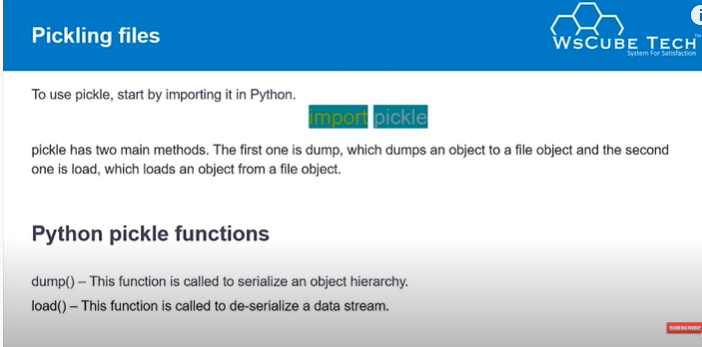 Pickling files
WsCube Tech
TM
System For Satisfaction
i
To use pickle, start by importing it in Python.
import pickle
pickle has two main methods. The first one is dump, which dumps an object to a file object and the second
one is load, which loads an object from a file object.
Python pickle functions
dump() – This function is called to serialize an object hierarchy.
load() – This function is called to de-serialize a data stream.
SUBSCRIBE